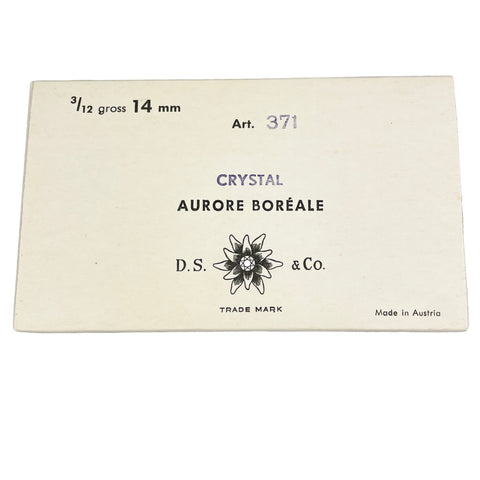 3/12 gross 14 mm
Art. 371
CRYSTAL
AURORE BORÉALE
D.S. & Co.
TRADE MARK
Made in Austria